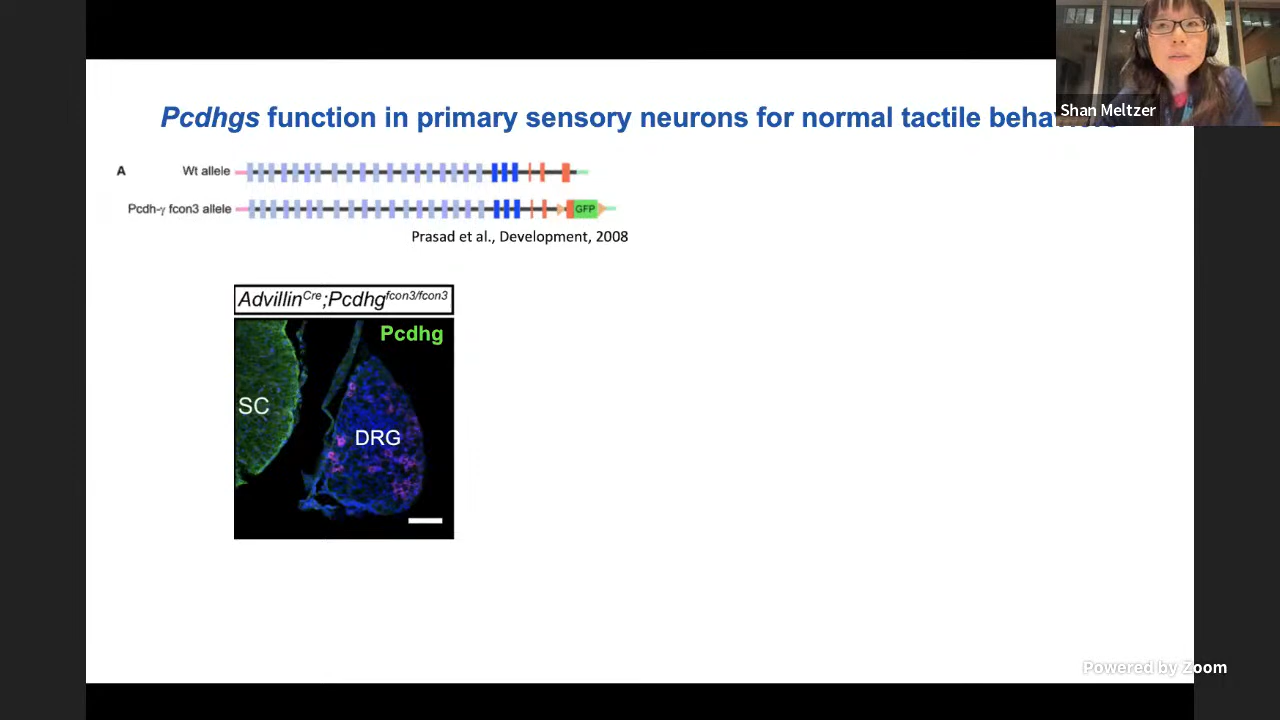 Pcdhgs function in primary sensory neurons for normal tactile
Shan Meltzer
A
Wt allele
Pcdh-γ fcon3 allele
GFP
Prasad et al., Development, 2008
AdvillinCre;Pcdhgfcon3/fcon3
Pcdhg
SC
DRG
Powered by Zoom